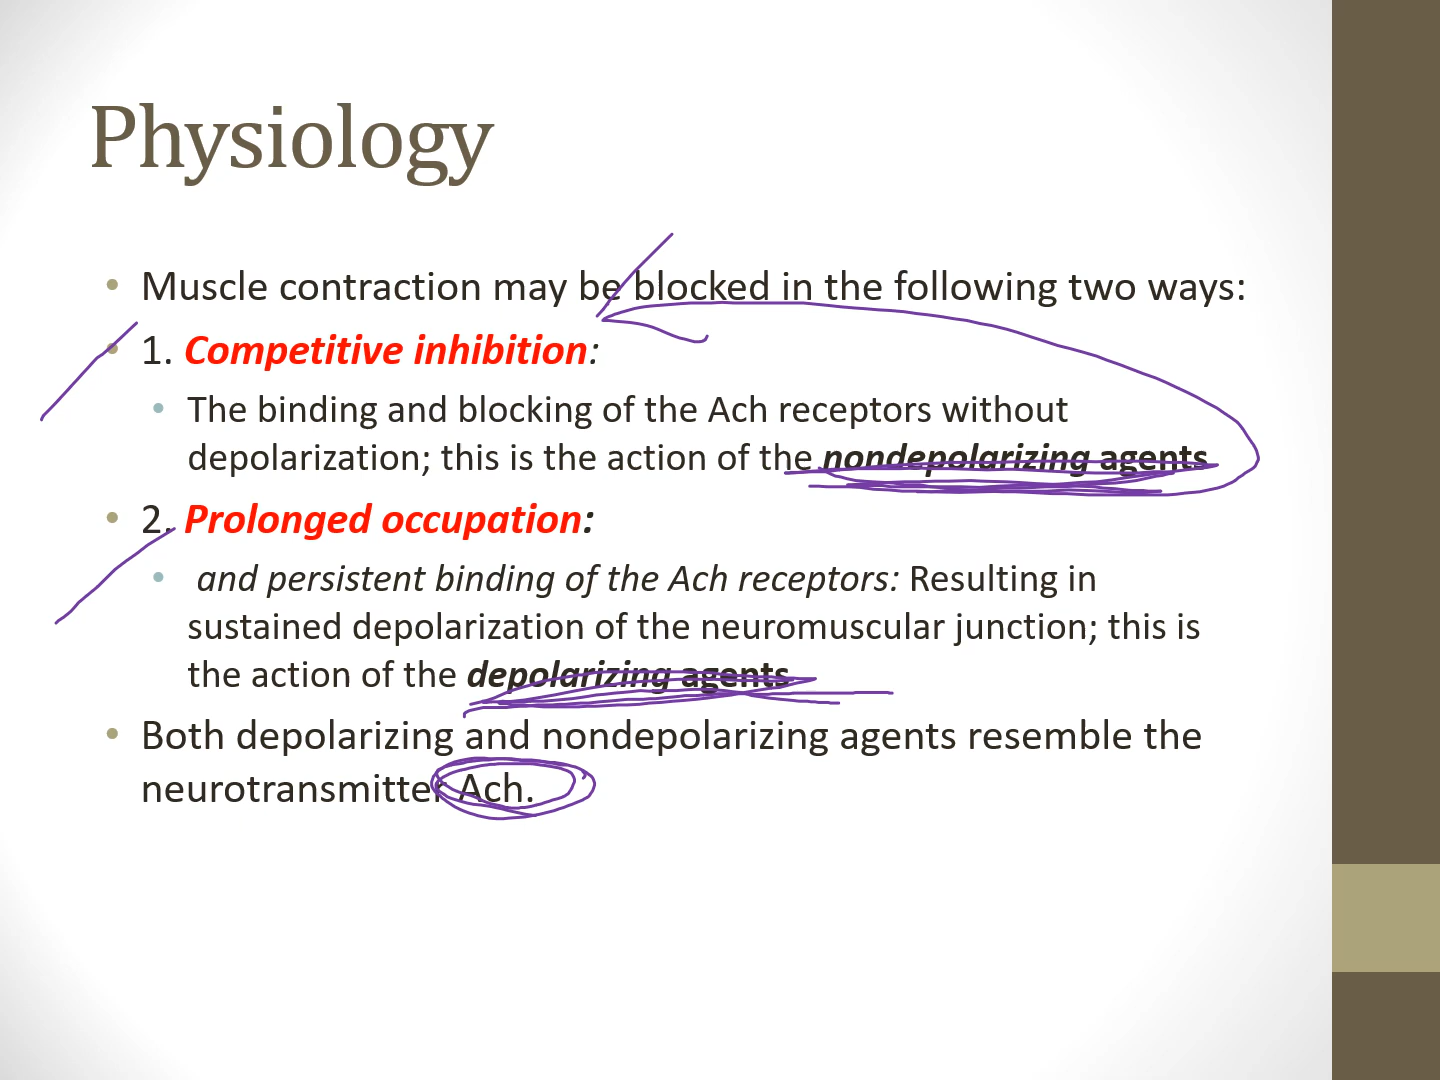 Physiology
• Muscle contraction may be blocked in the following two ways:
• 1. Competitive inhibition:
• The binding and blocking of the Ach receptors without
depolarization; this is the action of the nondepolarizing agents
• 2. Prolonged occupation:
• and persistent binding of the Ach receptors: Resulting in
sustained depolarization of the neuromuscular junction; this is
the action of the depolarizing agents
• Both depolarizing and nondepolarizing agents resemble the
neurotransmitter Ach.